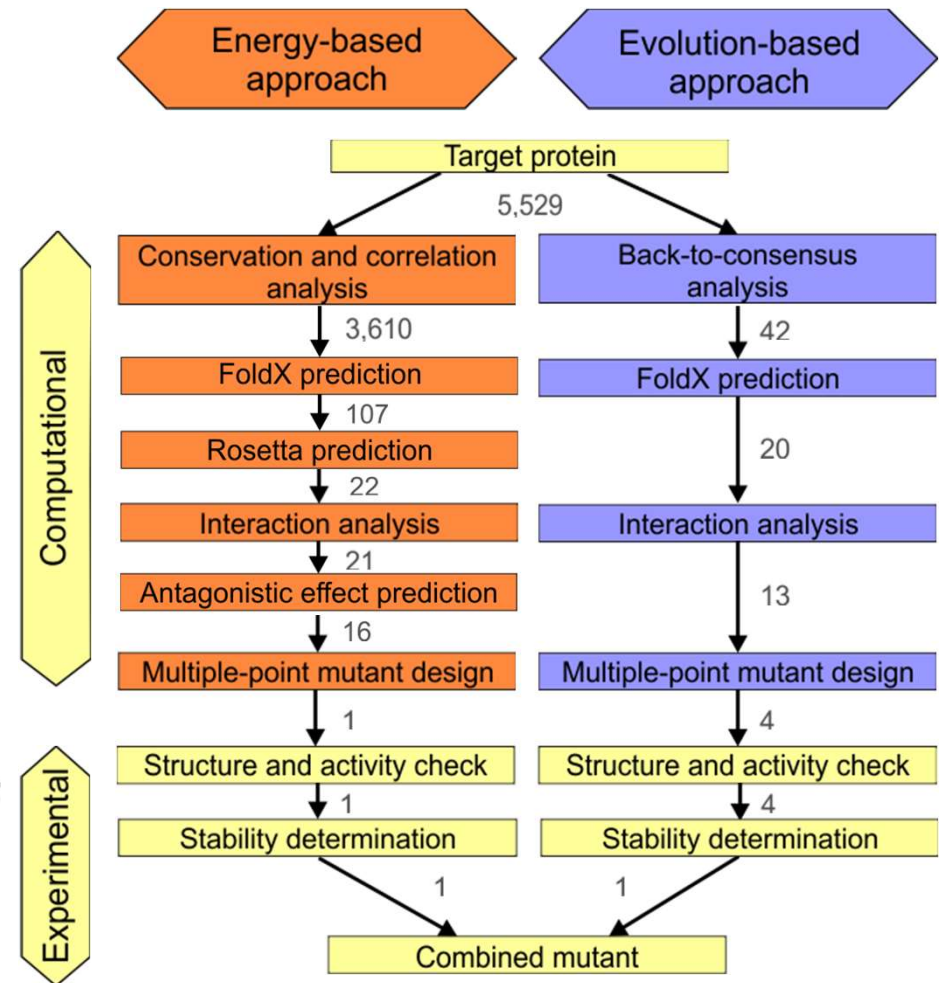 Energy-based
approach
Evolution-based
approach
Target protein
5,529
Computational
Conservation and correlation
analysis
Back-to-consensus
analysis
3,610
42
FoldX prediction
FoldX prediction
107
Rosetta prediction
20
22
Interaction analysis
Interaction analysis
21
Antagonistic effect prediction
13
16
Multiple-point mutant design
Multiple-point mutant design
1
4
Experimental
Structure and activity check
Structure and activity check
1
4
Stability determination
Stability determination
1
1
Combined mutant